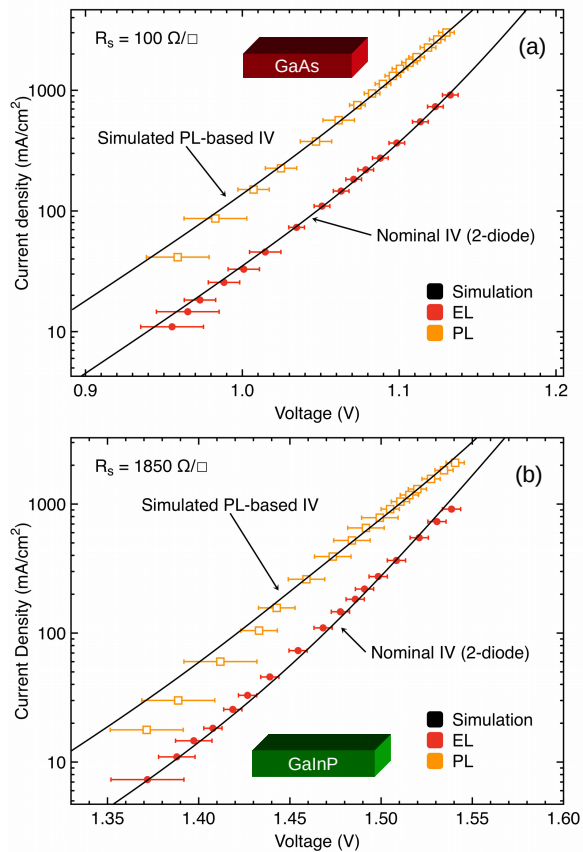 R_s = 100 Ω/□
(a)
GaAs
Simulated PL-based IV
Nominal IV (2-diode)
Simulation
EL
PL
Current density (mA/cm²)
1000
100
10
0.9 1.0 1.1 1.2
Voltage (V)
R_s = 1850 Ω/□
(b)
Simulated PL-based IV
Nominal IV (2-diode)
Simulation
EL
PL
GaInP
Current Density (mA/cm²)
1000
100
10
1.35 1.40 1.45 1.50 1.55 1.60
Voltage (V)